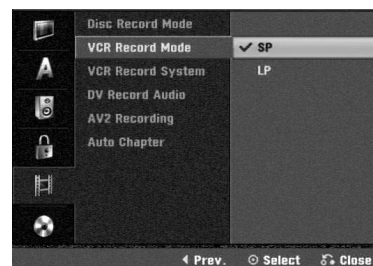 Disc Record Mode
VCR Record Mode
✓ SP
VCR Record System
LP
DV Record Audio
AV2 Recording
Auto Chapter
◀ Prev. ⊙ Select Close